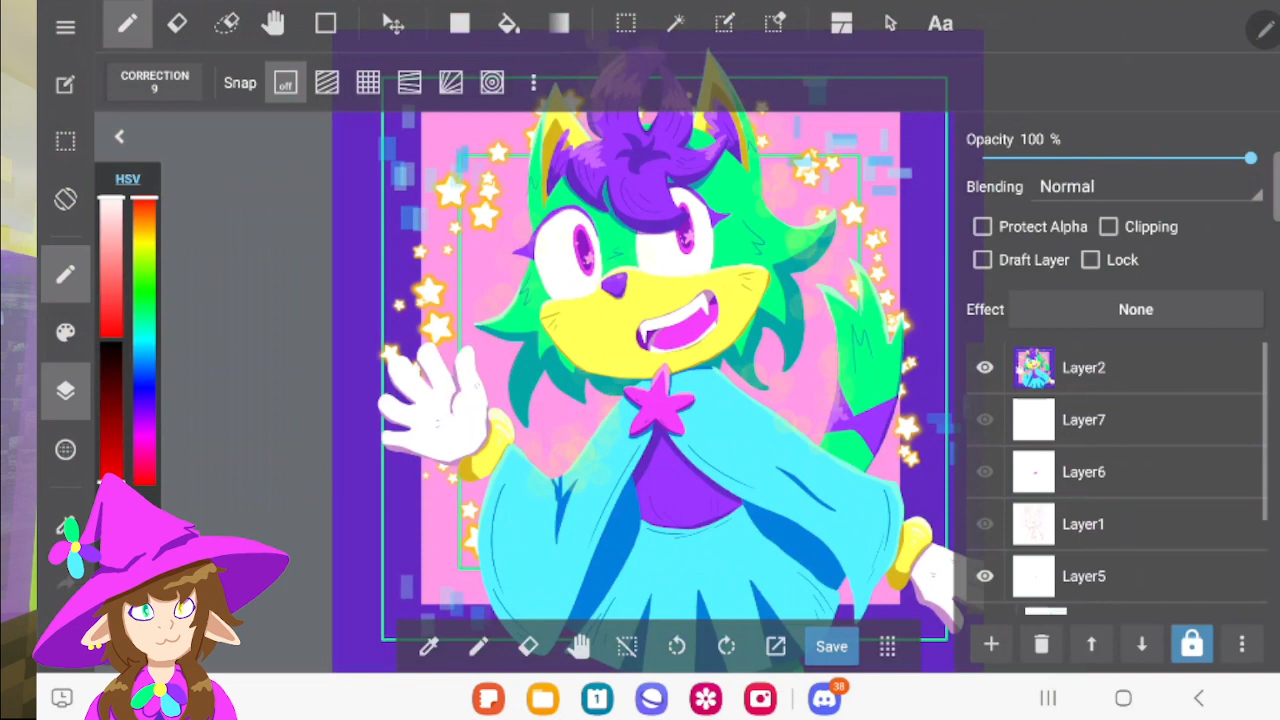 Aa
CORRECTION
9
Snap
off
HSV
Opacity 100 %
Blending Normal
Protect Alpha Clipping
Draft Layer Lock
Effect None
Layer2
Layer7
Layer6
Layer1
Layer5
Save
1
38